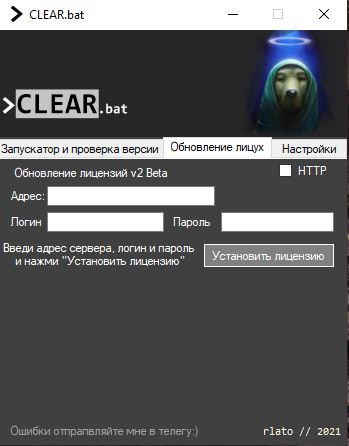 CLEAR.bat
>CLEAR.bat
Запускатор и проверка версии
Обновление лицух
Настройки
Обновление лицензий v2 Beta
HTTP
Адрес:
Логин
Пароль
Введи адрес сервера, логин и пароль
и нажми "Установить лицензию"
Установить лицензию
Ошибки отпрапвляйте мне в телегу:)
rlato // 2021